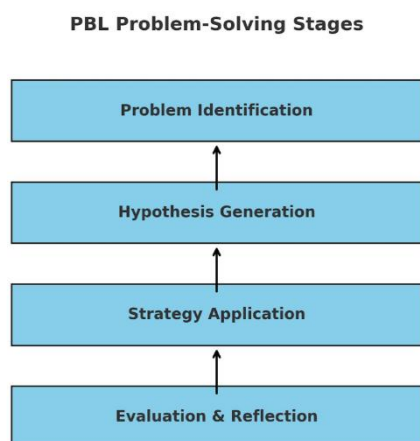 PBL Problem-Solving Stages
Problem Identification
Hypothesis Generation
Strategy Application
Evaluation & Reflection